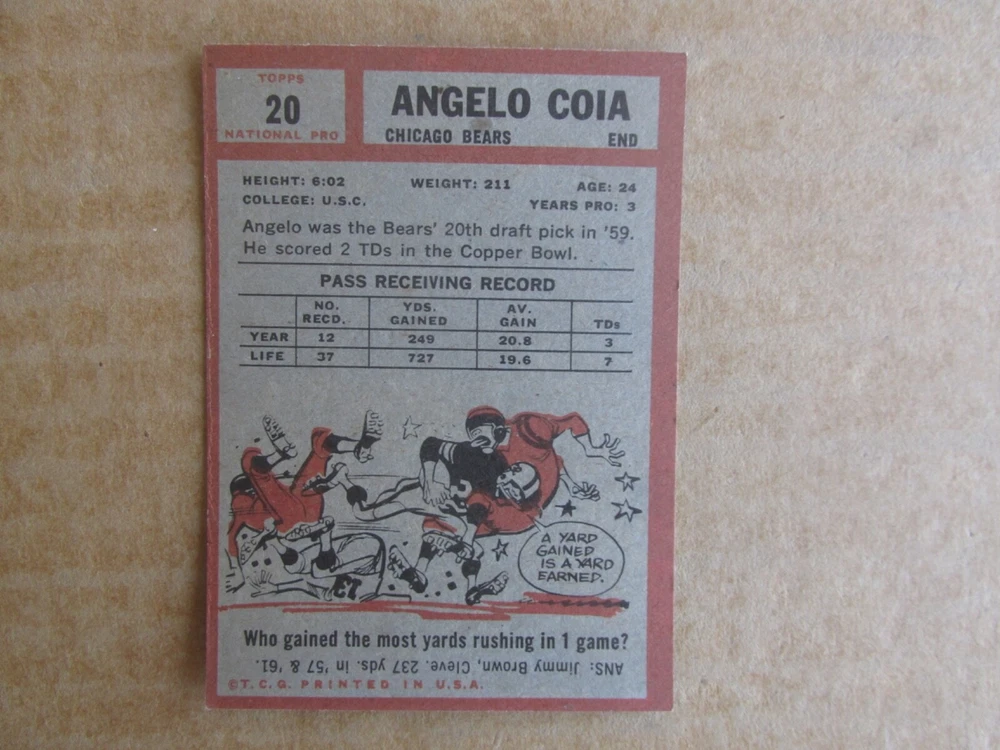 TOPPS
20
NATIONAL PRO
ANGELO COIA
CHICAGO BEARS END
HEIGHT: 6:02 WEIGHT: 211 AGE: 24
COLLEGE: U.S.C. YEARS PRO: 3
Angelo was the Bears' 20th draft pick in '59.
He scored 2 TDs in the Copper Bowl.
PASS RECEIVING RECORD
NO. RECD. YDS. GAINED AV. GAIN TDs
YEAR 12 249 20.8 3
LIFE 37 727 19.6 7
A YARD
GAINED
IS A YARD
EARNED.
Who gained the most yards rushing in 1 game?
ANS: Jimmy Brown, Cleve. 237 yds. in '57 & '61.
©T.C.G. PRINTED IN U.S.A.